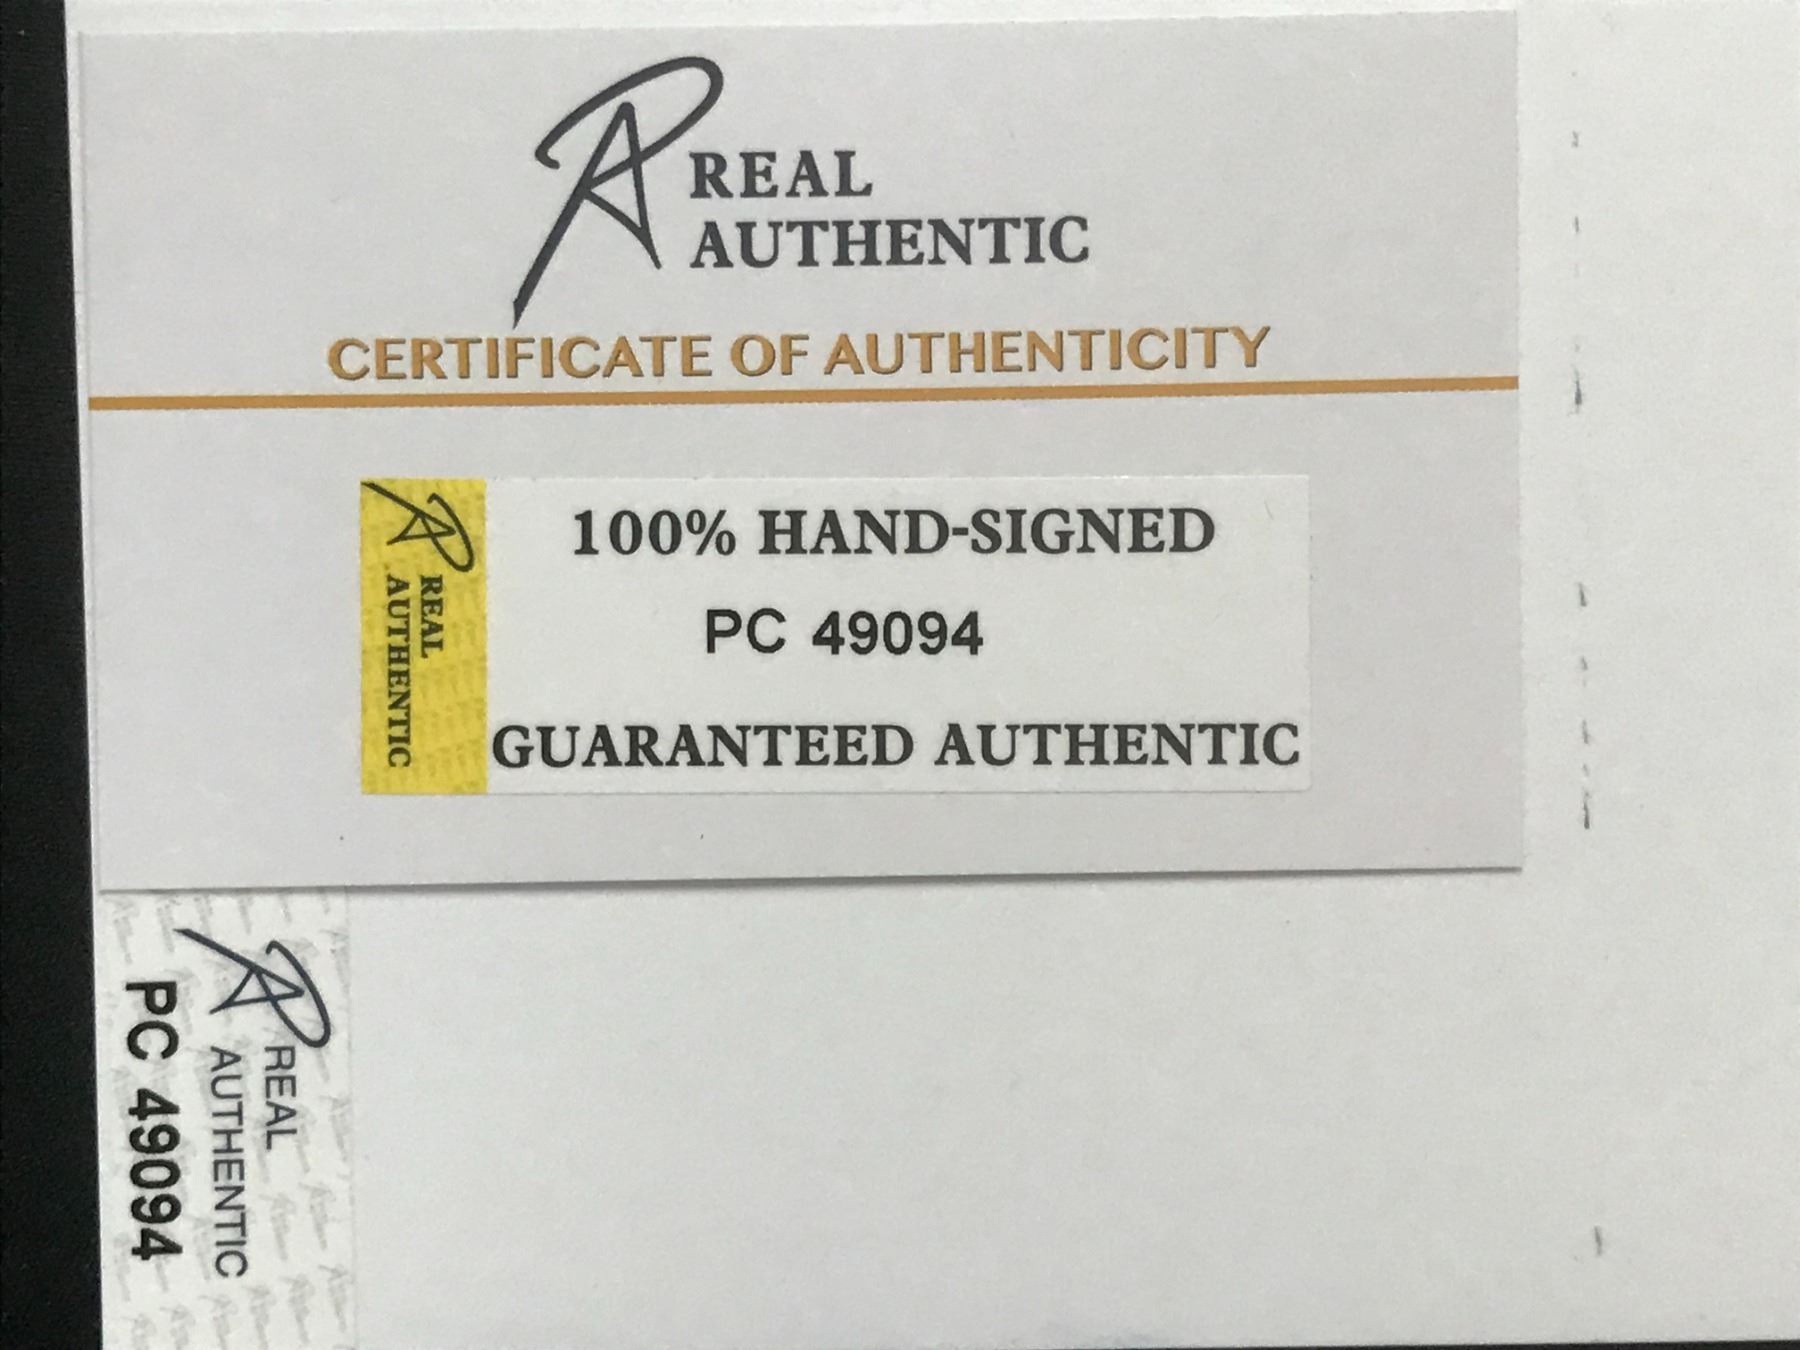 REAL
AUTHENTIC
CERTIFICATE OF AUTHENTICITY
100% HAND-SIGNED
PC 49094
GUARANTEED AUTHENTIC
REAL
AUTHENTIC
REAL
AUTHENTIC
PC 49094